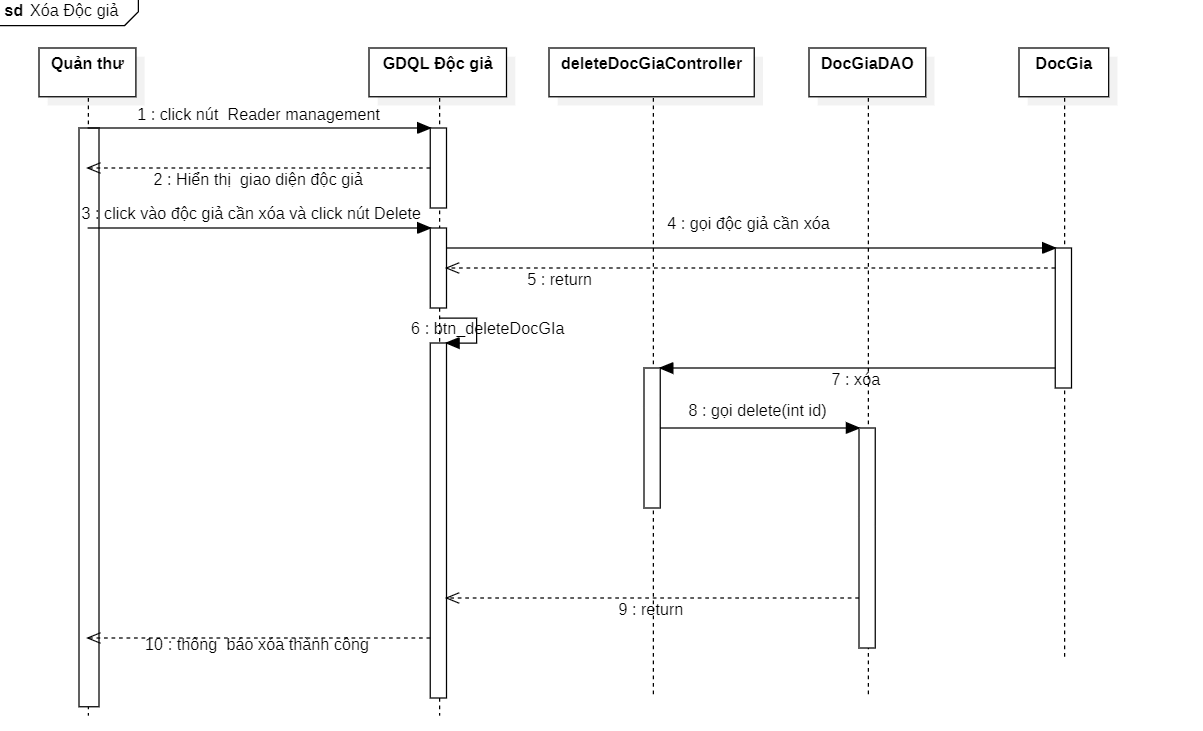 sd Xóa Độc giả
Quản thư
GDQL Độc giả
deleteDocGiaController
DocGiaDAO
DocGia
1 : click nút  Reader management
2 : Hiển thị  giao diện độc giả
3 : click vào độc giả cần xóa và click nút Delete
4 : gọi độc giả cần xóa
5 : return
6 : btn_deleteDocGIa
7 : xóa
8 : gọi delete(int id)
9 : return
10 : thông  báo xóa thành công